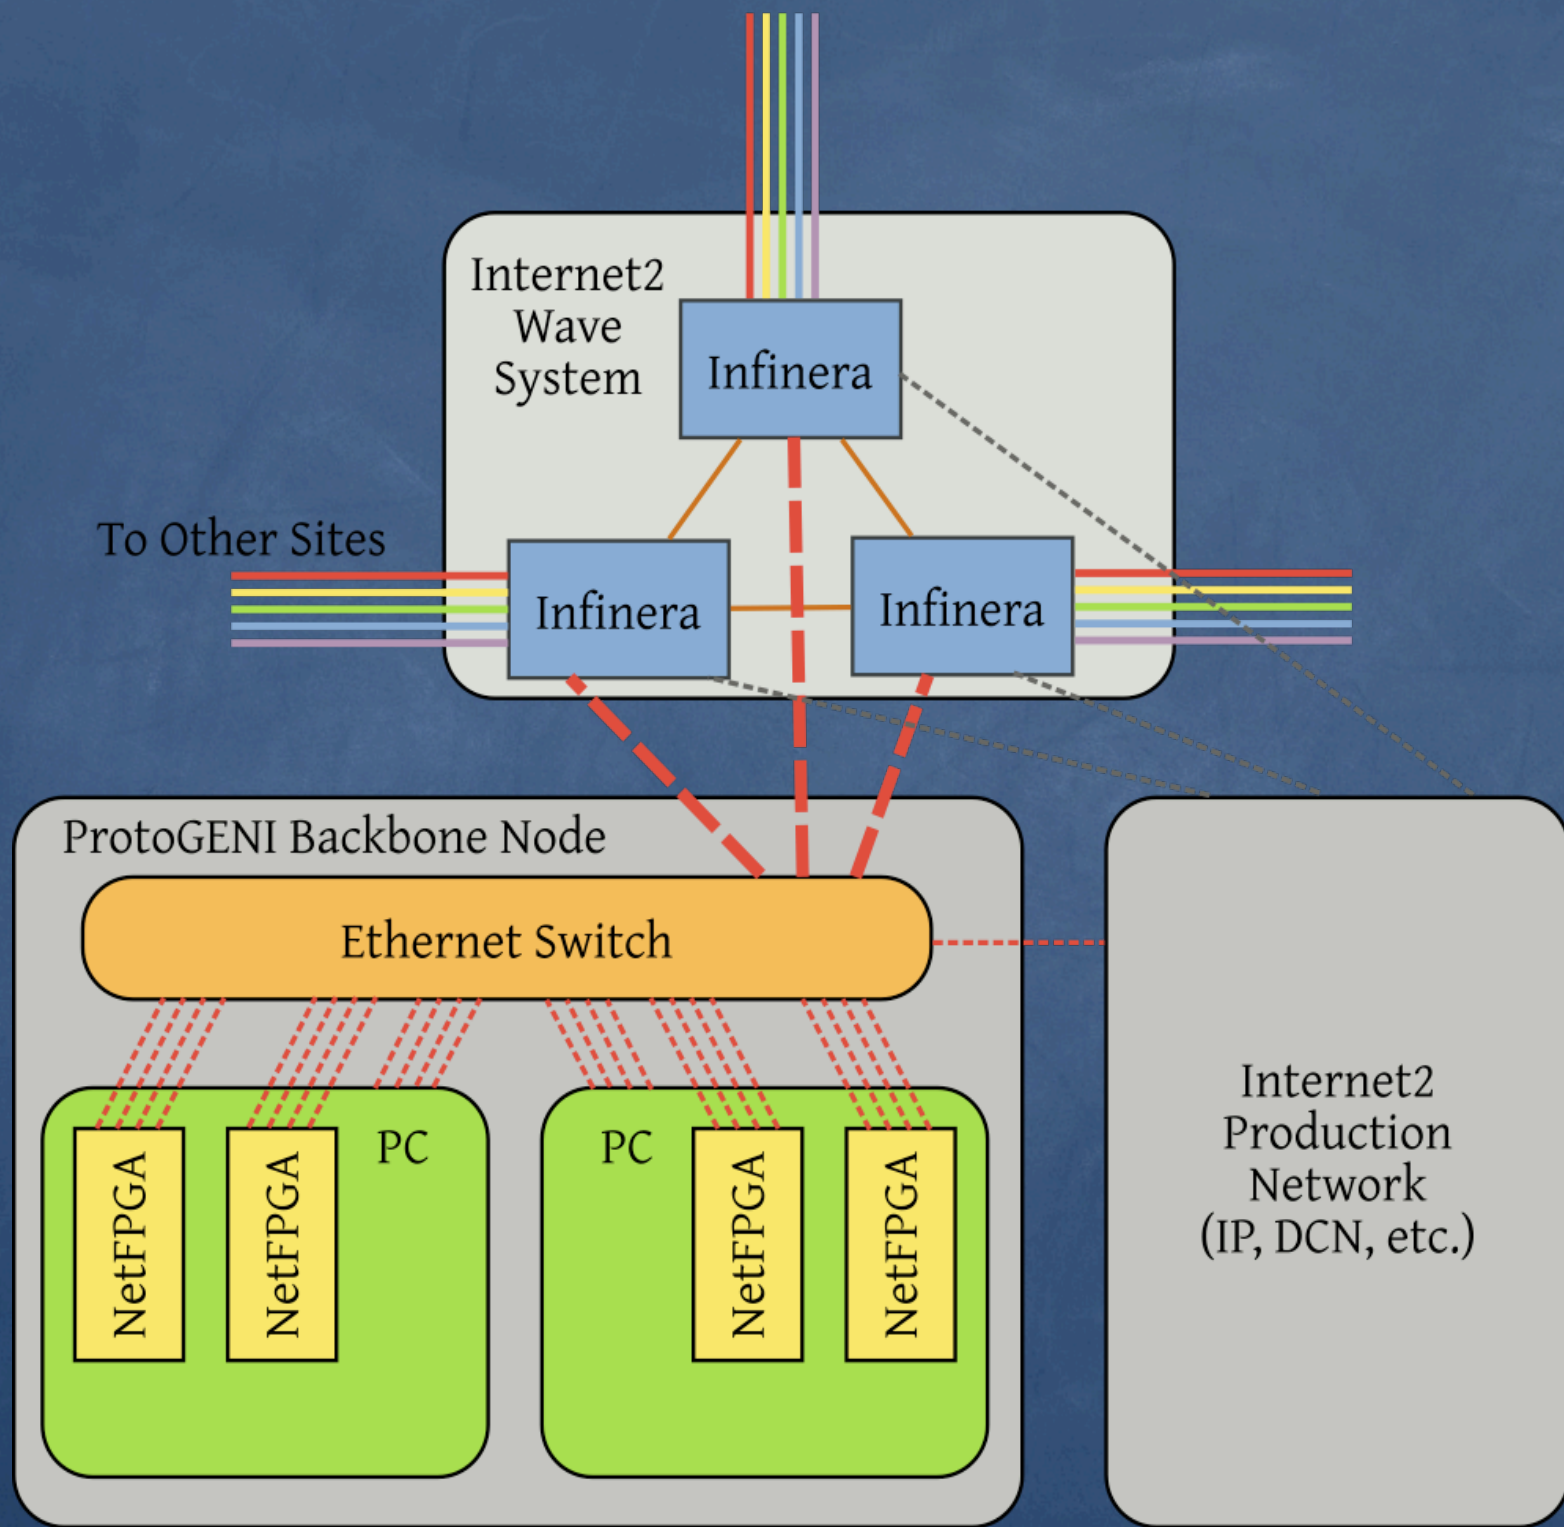 Internet2
Wave
System
Infinera
To Other Sites
Infinera
Infinera
ProtoGENI Backbone Node
Ethernet Switch
PC
PC
NetFPGA
NetFPGA
NetFPGA
NetFPGA
Internet2
Production
Network
(IP, DCN, etc.)